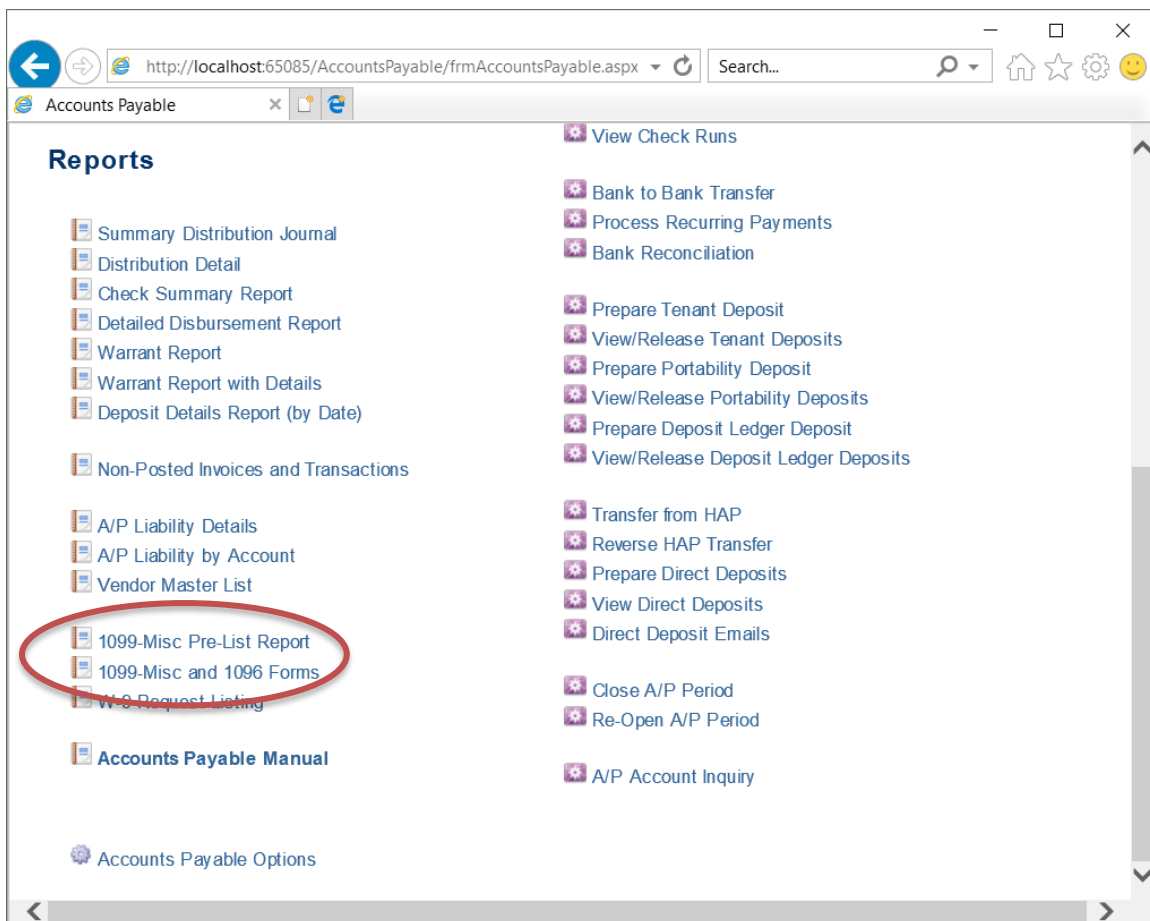 http://localhost:65085/AccountsPayable/frmAccountsPayable.aspx
Search...
Accounts Payable
Reports
Summary Distribution Journal
Distribution Detail
Check Summary Report
Detailed Disbursement Report
Warrant Report
Warrant Report with Details
Deposit Details Report (by Date)
Non-Posted Invoices and Transactions
A/P Liability Details
A/P Liability by Account
Vendor Master List
1099-Misc Pre-List Report
1099-Misc and 1096 Forms
W-9 Request Listing
Accounts Payable Manual
Accounts Payable Options
View Check Runs
Bank to Bank Transfer
Process Recurring Payments
Bank Reconciliation
Prepare Tenant Deposit
View/Release Tenant Deposits
Prepare Portability Deposit
View/Release Portability Deposits
Prepare Deposit Ledger Deposit
View/Release Deposit Ledger Deposits
Transfer from HAP
Reverse HAP Transfer
Prepare Direct Deposits
View Direct Deposits
Direct Deposit Emails
Close A/P Period
Re-Open A/P Period
A/P Account Inquiry